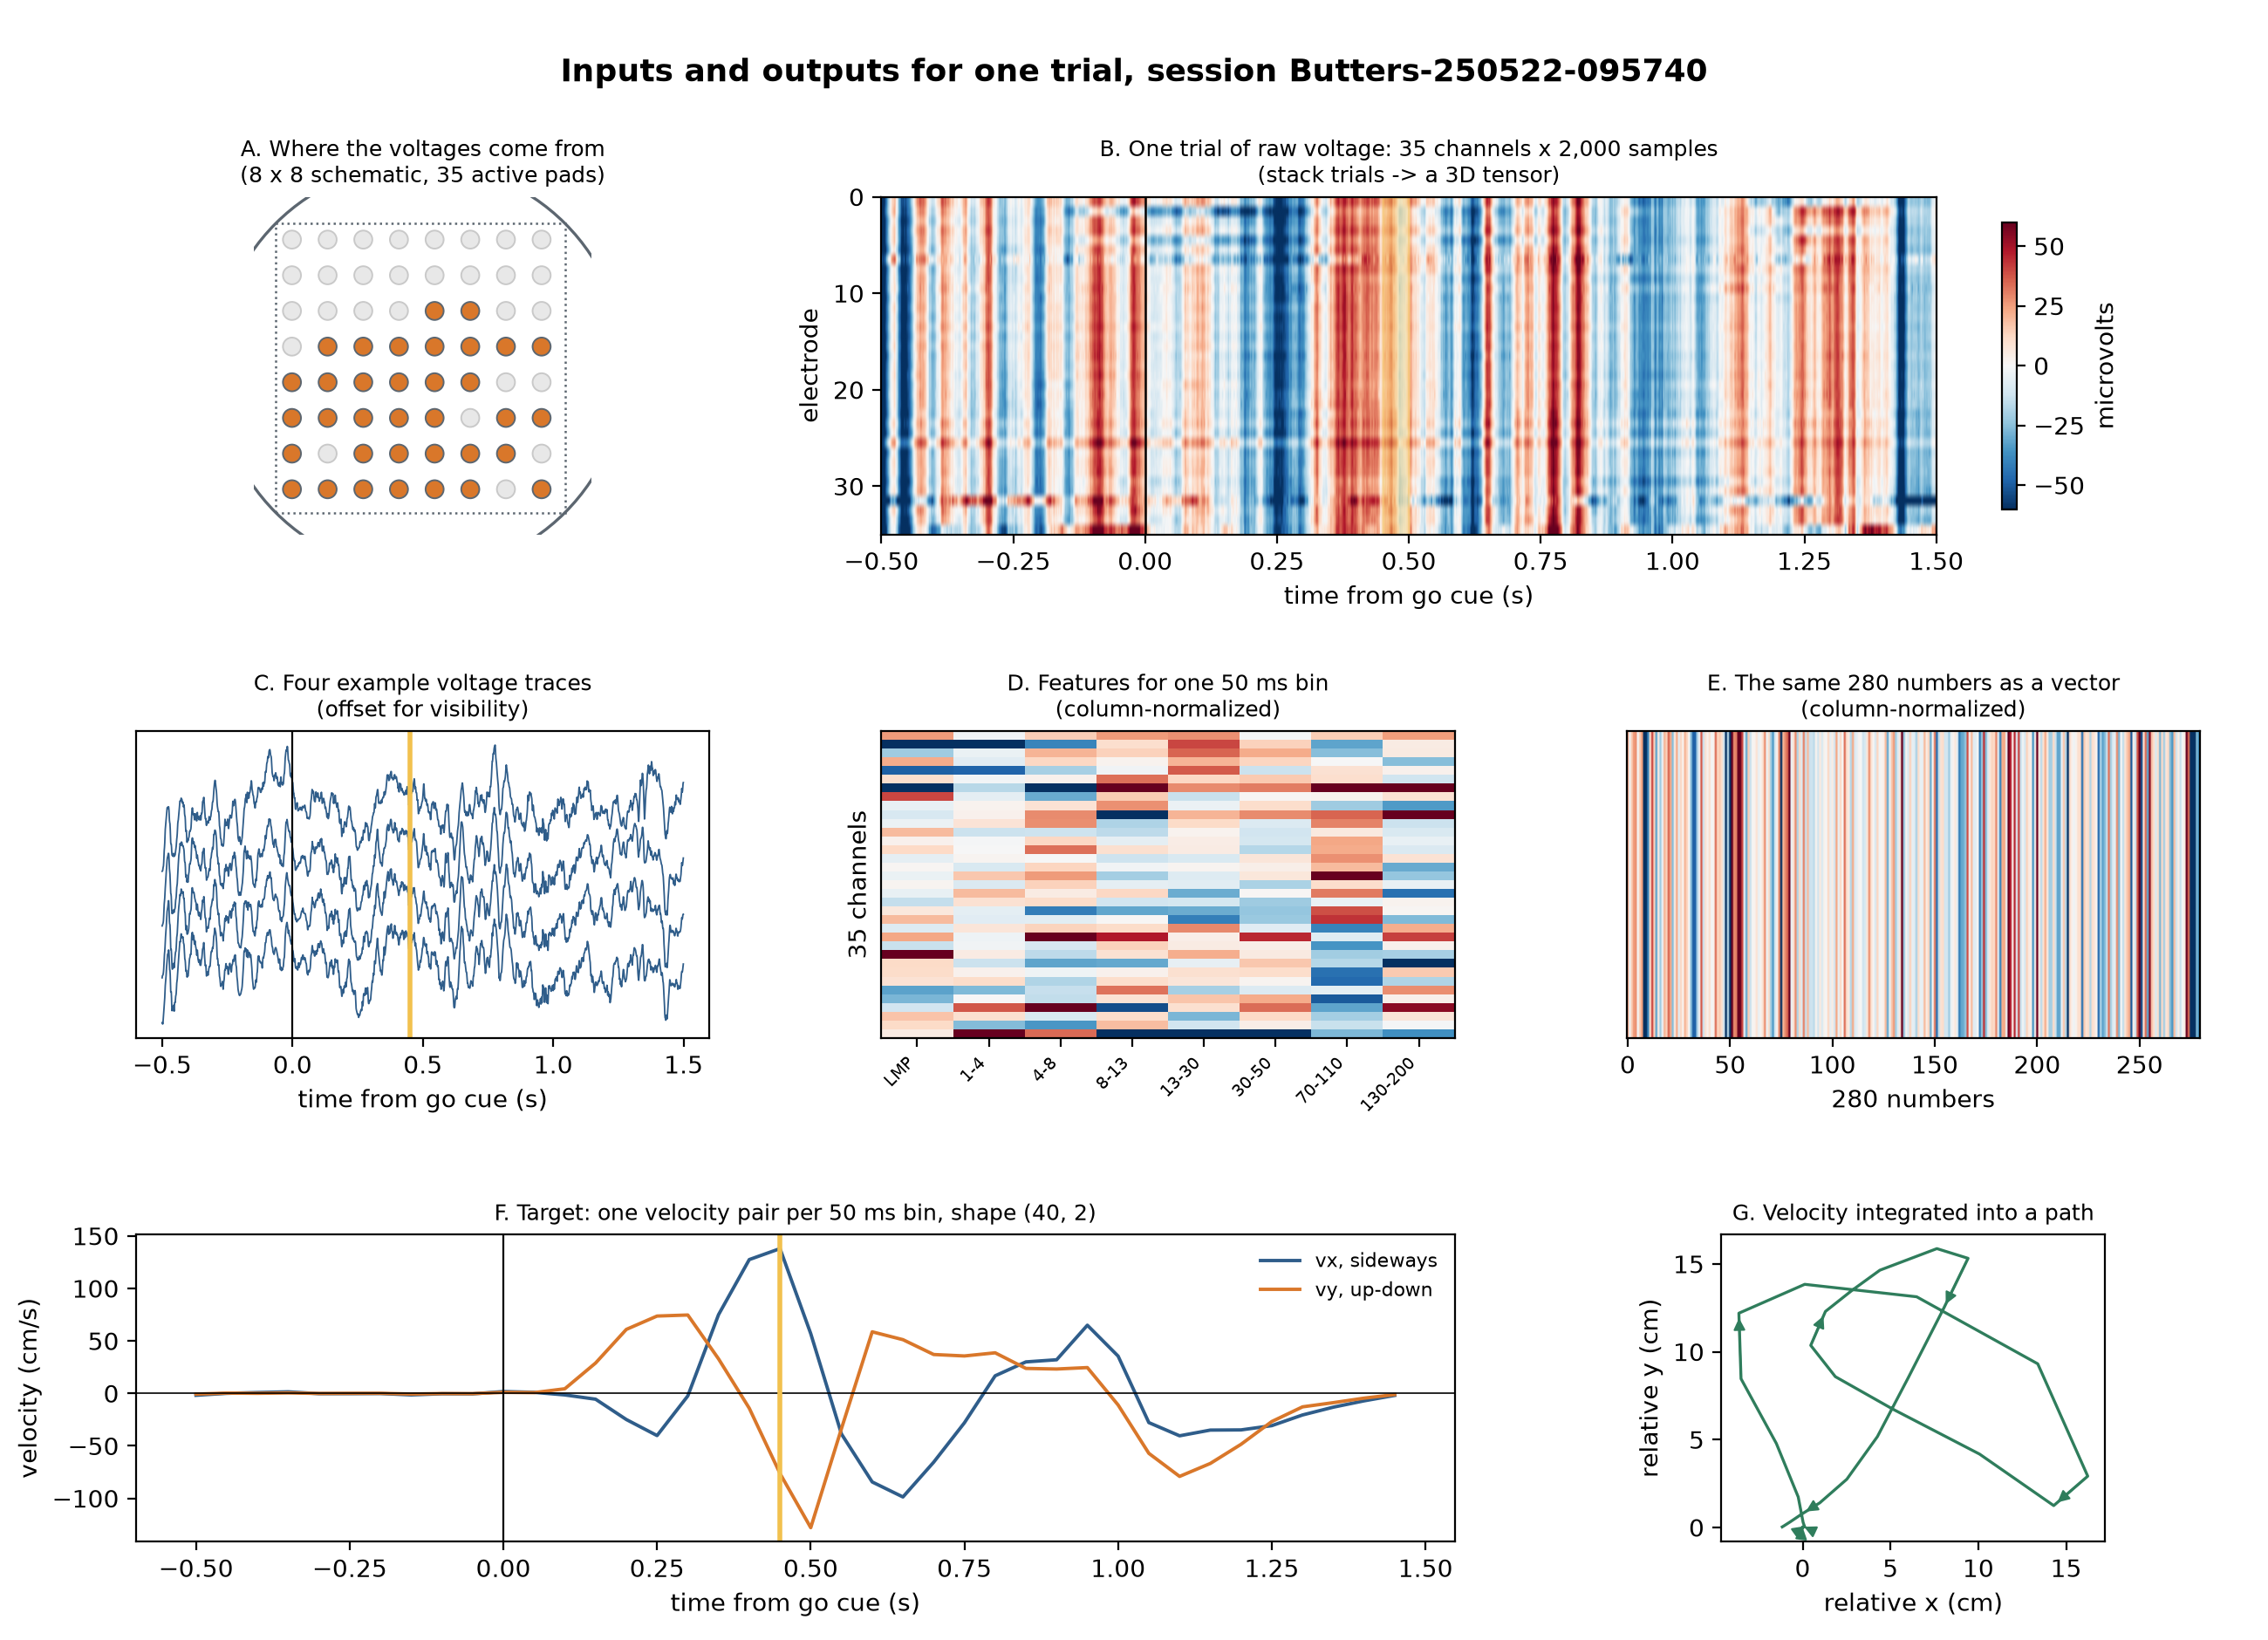 Inputs and outputs for one trial, session Butters-250522-095740
A. Where the voltages come from
(8 x 8 schematic, 35 active pads)
B. One trial of raw voltage: 35 channels x 2,000 samples
(stack trials -> a 3D tensor)
electrode
0
10
20
30
−0.50
−0.25
0.00
0.25
0.50
0.75
1.00
1.25
1.50
time from go cue (s)
50
25
0
−25
−50
microvolts
C. Four example voltage traces
(offset for visibility)
−0.5
0.0
0.5
1.0
1.5
time from go cue (s)
D. Features for one 50 ms bin
(column-normalized)
35 channels
LMP
1-4
4-8
8-13
13-30
30-50
70-110
130-200
E. The same 280 numbers as a vector
(column-normalized)
0
50
100
150
200
250
280 numbers
F. Target: one velocity pair per 50 ms bin, shape (40, 2)
velocity (cm/s)
150
100
50
0
−50
−100
vx, sideways
vy, up-down
−0.50
−0.25
0.00
0.25
0.50
0.75
1.00
1.25
1.50
time from go cue (s)
G. Velocity integrated into a path
relative y (cm)
15
10
5
0
0
5
10
15
relative x (cm)